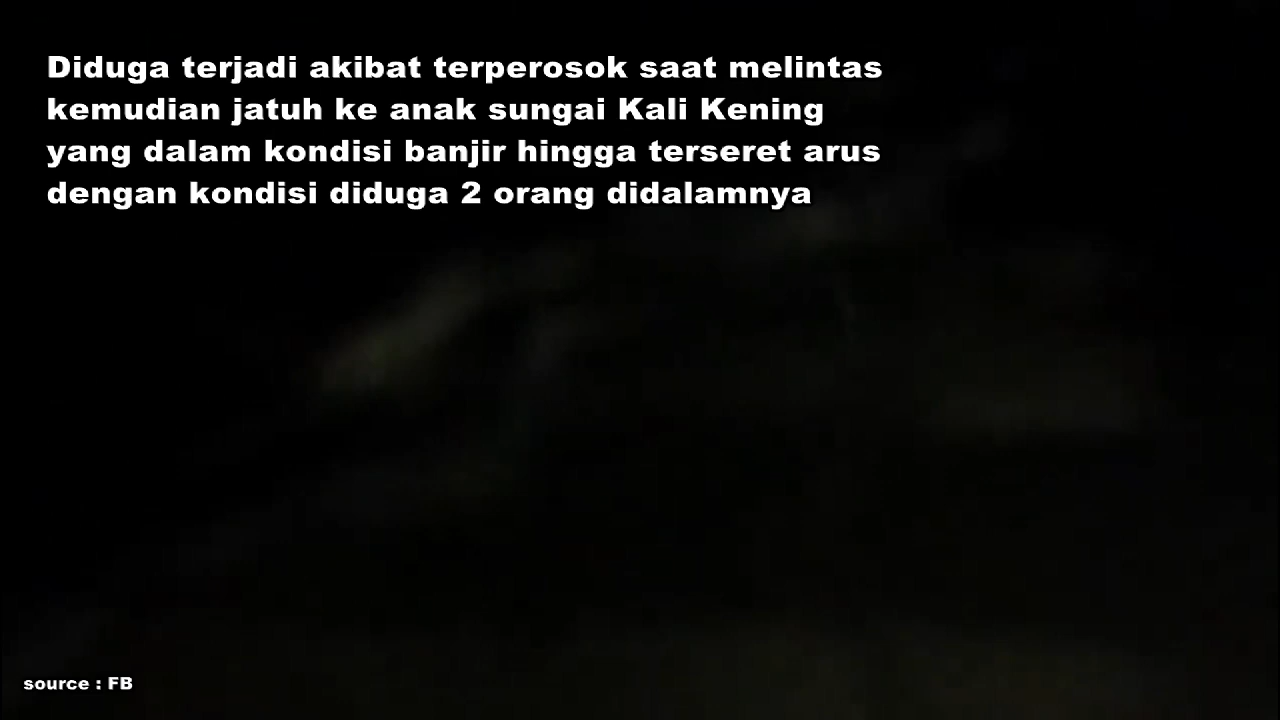 Diduga terjadi akibat terperosok saat melintas
kemudian jatuh ke anak sungai Kali Kening
yang dalam kondisi banjir hingga terseret arus
dengan kondisi diduga 2 orang didalamnya
source : FB